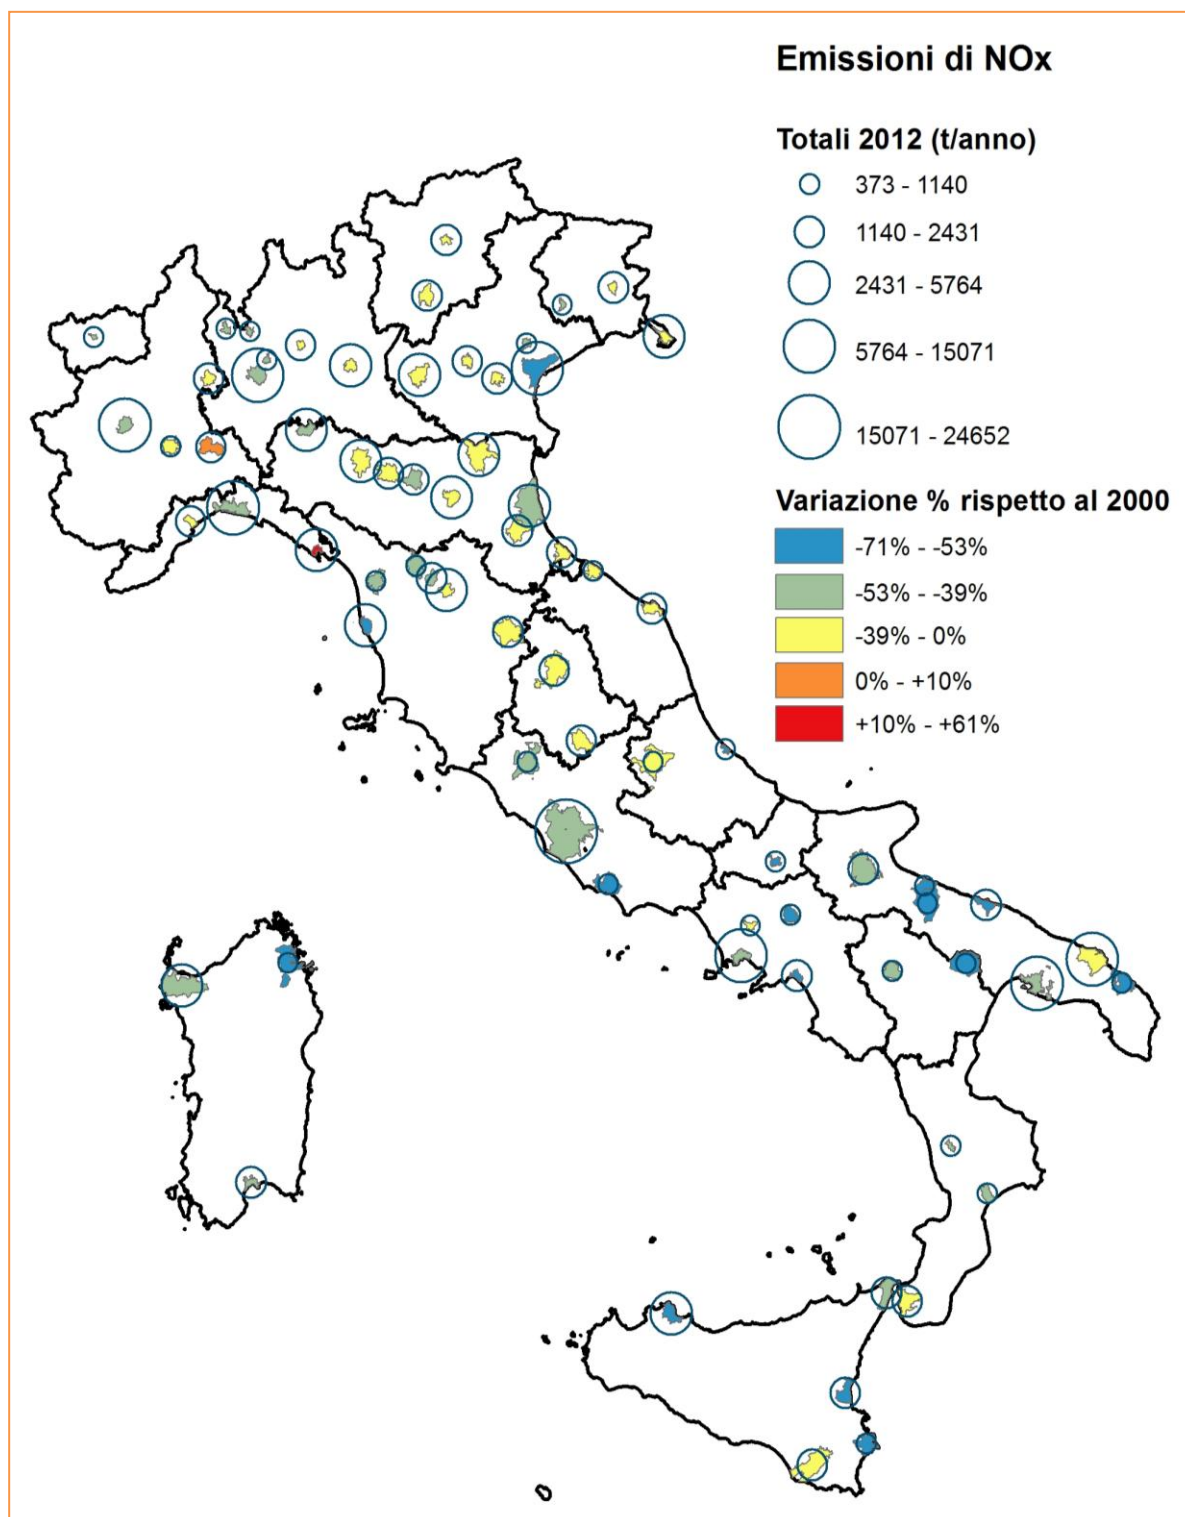 Emissioni di NOx
Totali 2012 (t/anno)
373 - 1140
1140 - 2431
2431 - 5764
5764 - 15071
15071 - 24652
Variazione % rispetto al 2000
-71% - -53%
-53% - -39%
-39% - 0%
0% - +10%
+10% - +61%